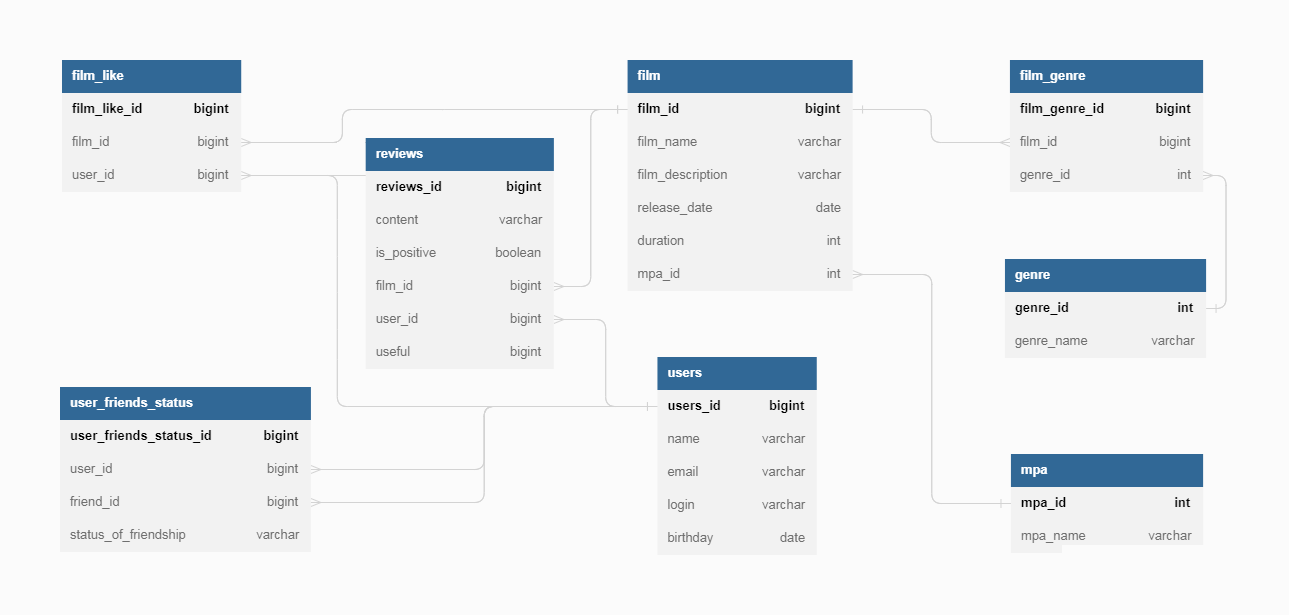 film_like
film_like_id bigint
film_id bigint
user_id bigint
reviews
reviews_id bigint
content varchar
is_positive boolean
film_id bigint
user_id bigint
useful bigint
film
film_id bigint
film_name varchar
film_description varchar
release_date date
duration int
mpa_id int
film_genre
film_genre_id bigint
film_id bigint
genre_id int
genre
genre_id int
genre_name varchar
user_friends_status
user_friends_status_id bigint
user_id bigint
friend_id bigint
status_of_friendship varchar
users
users_id bigint
name varchar
email varchar
login varchar
birthday date
mpa
mpa_id int
mpa_name varchar